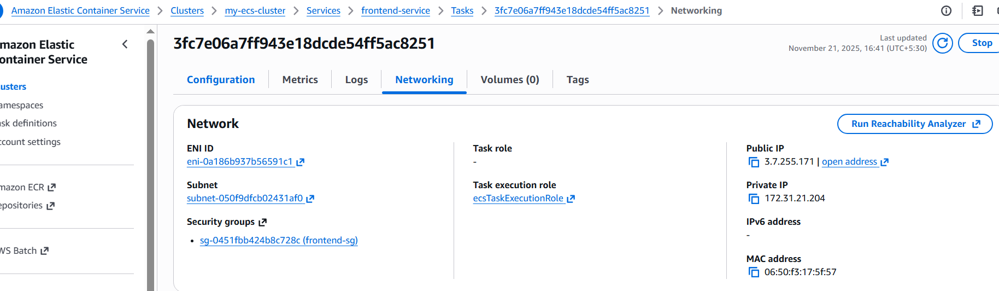 Amazon Elastic Container Service > Clusters > my-ecs-cluster > Services > frontend-service > Tasks > 3fc7e06a7ff943e18dcde54ff5ac8251 > Networking
mazon Elastic
ontainer Service
usters
amespaces
sk definitions
ccount settings
mazon ECR
epositories
WS Batch
3fc7e06a7ff943e18dcde54ff5ac8251
Last updated
November 21, 2025, 16:41 (UTC+5:30)
Stop
Configuration
Metrics
Logs
Networking
Volumes (0)
Tags
Network
Run Reachability Analyzer
ENI ID
eni-0a186b937b56591c1
Subnet
subnet-050f9dfcb02431af0
Security groups
• sg-0451fbb424b8c728c (frontend-sg)
Task role
-
Task execution role
ecsTaskExecutionRole
Public IP
3.7.255.171 | open address
Private IP
172.31.21.204
IPv6 address
-
MAC address
06:50:f3:17:5f:57